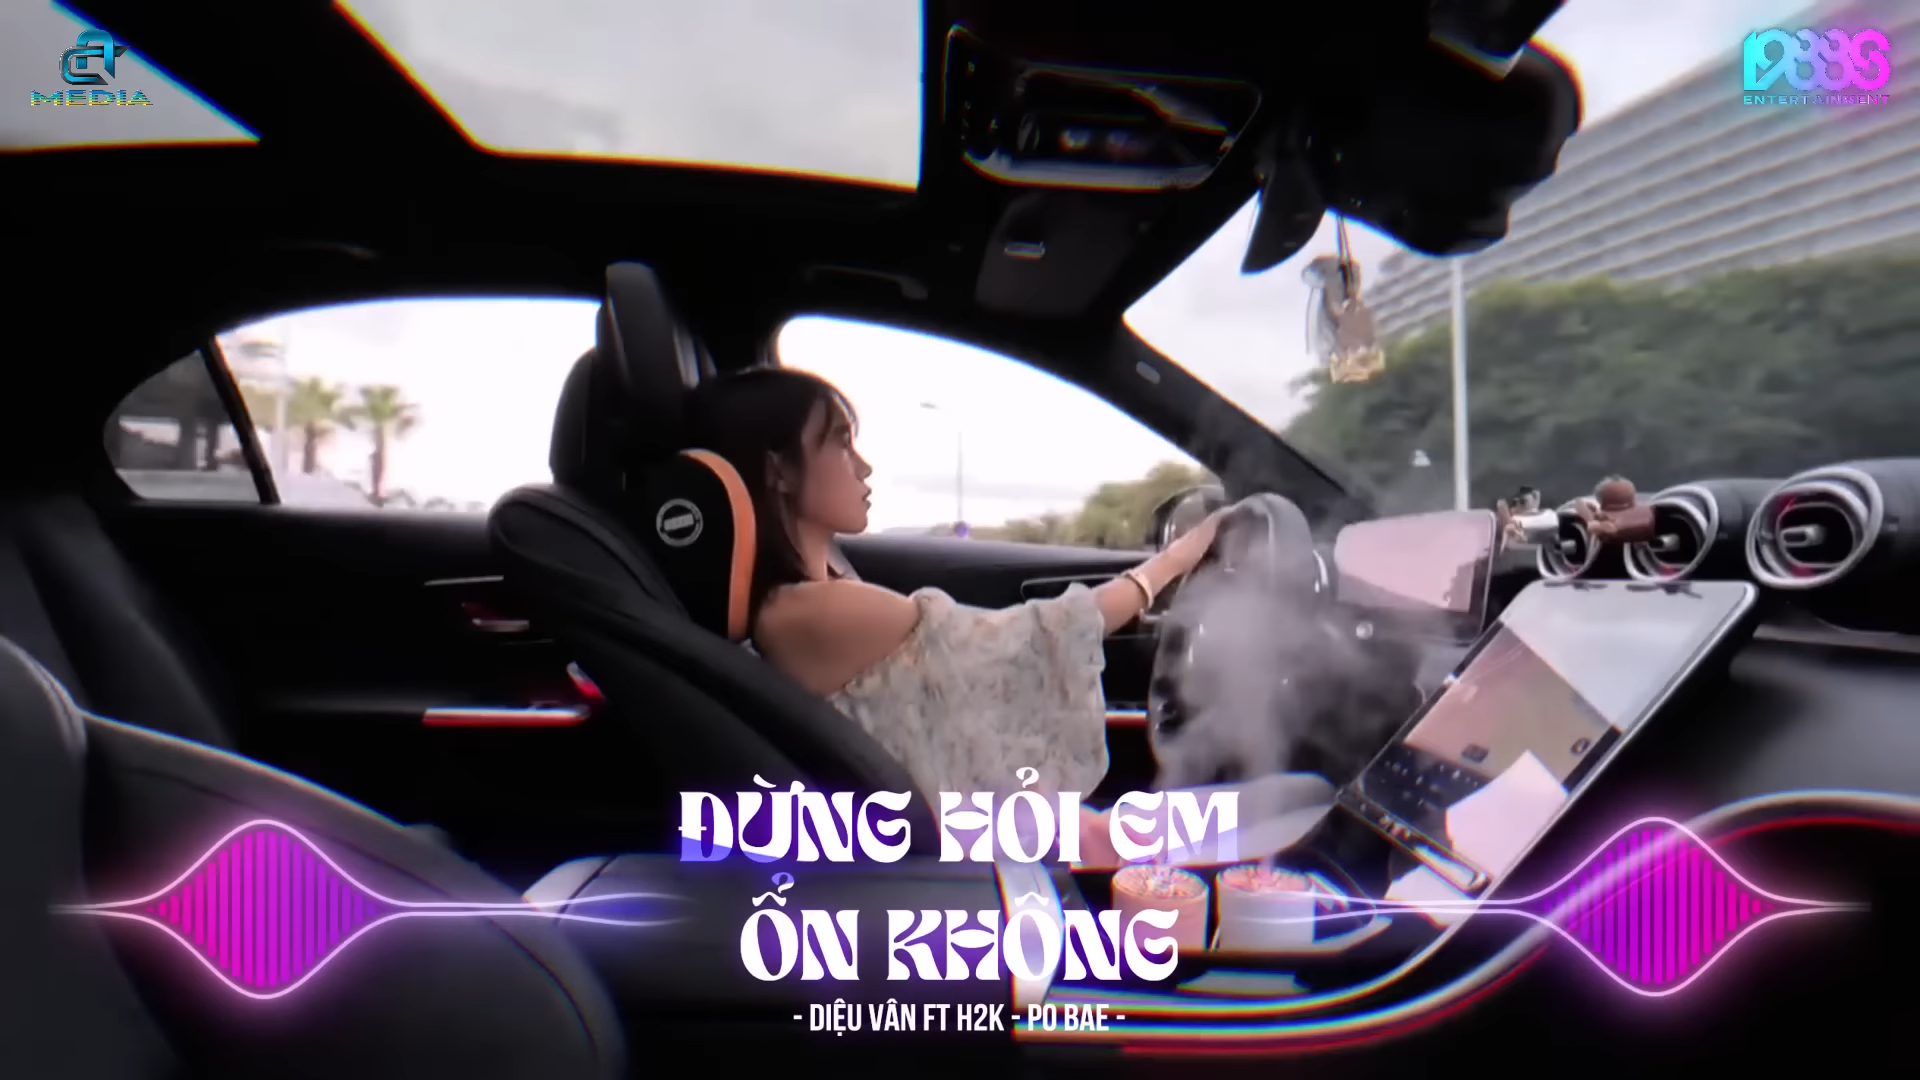 MEDIA
1988S
ENTERTAINMENT
ĐỪNG HỎI EM
ỔN KHÔNG
- DIỆU VÂN FT H2K - PO BAE -